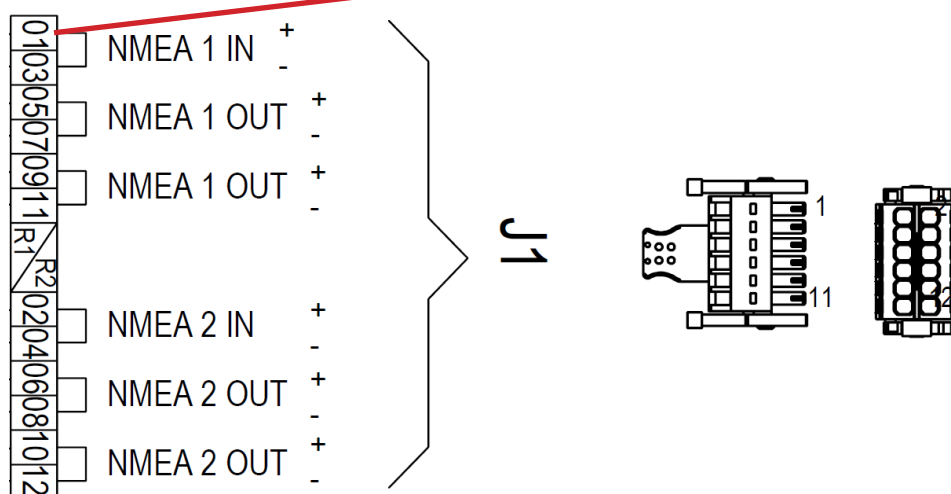 01 NMEA 1 IN +
03 -
05 NMEA 1 OUT +
07 -
09 NMEA 1 OUT +
11 -
R1 R2
02 NMEA 2 IN +
04 -
06 NMEA 2 OUT +
08 -
10 NMEA 2 OUT +
12 -
J1
1
11